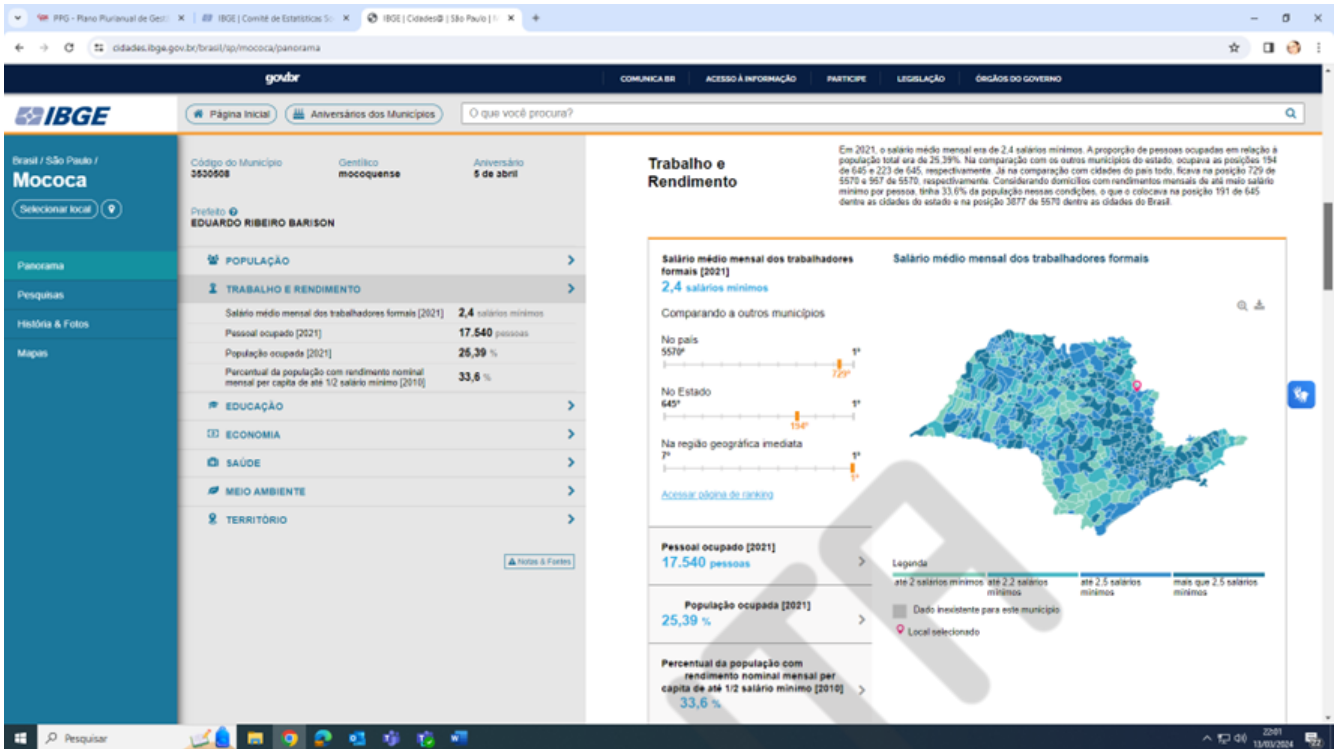 PPG - Plano Plurianual de Gest
IBGE | Comitê de Estatísticas So
IBGE | Cidades@ | São Paulo | M
cidades.ibge.gov.br/brasil/sp/mococa/panorama
govbr
COMUNICA BR
ACESSO À INFORMAÇÃO
PARTICIPE
LEGISLAÇÃO
ÓRGÃOS DO GOVERNO
IBGE
Página Inicial
Aniversários dos Municípios
O que você procura?
Brasil / São Paulo /
Mococa
Selecionar local
Panorama
Pesquisas
História & Fotos
Mapas
Código do Município
3530508
Gentílico
mocoquense
Aniversário
5 de abril
Prefeito
EDUARDO RIBEIRO BARISON
POPULAÇÃO
TRABALHO E RENDIMENTO
Salário médio mensal dos trabalhadores formais [2021] 2,4 salários mínimos
Pessoal ocupado [2021] 17.540 pessoas
População ocupada [2021] 25,39 %
Percentual da população com rendimento nominal
mensal per capita de até 1/2 salário mínimo [2010] 33,6 %
EDUCAÇÃO
ECONOMIA
SAÚDE
MEIO AMBIENTE
TERRITÓRIO
Notas & Fontes
Trabalho e
Rendimento
Em 2021, o salário médio mensal era de 2,4 salários mínimos. A proporção de pessoas ocupadas em relação à
população total era de 25,39%. Na comparação com os outros municípios do estado, ocupava as posições 194
de 645 e 223 de 645, respectivamente. Já na comparação com cidades do país todo, ficava na posição 729 de
5570 e 957 de 5570, respectivamente. Considerando domicílios com rendimentos mensais de até meio salário
mínimo por pessoa, tinha 33,6% da população nessas condições, o que o colocava na posição 191 de 645
dentre as cidades do estado e na posição 3877 de 5570 dentre as cidades do Brasil.
Salário médio mensal dos trabalhadores
formais [2021]
2,4 salários mínimos
Comparando a outros municípios
No país
5570º 1º
729º
No Estado
645º 1º
194º
Na região geográfica imediata
7º 1º
1º
Acessar página de ranking
Pessoal ocupado [2021]
17.540 pessoas
População ocupada [2021]
25,39 %
Percentual da população com
rendimento nominal mensal per
capita de até 1/2 salário mínimo [2010]
33,6 %
Salário médio mensal dos trabalhadores formais
Legenda
até 2 salários mínimos
até 2,2 salários
mínimos
até 2,5 salários
mínimos
mais que 2,5 salários
mínimos
Dado inexistente para este município
Local selecionado
TA
Pesquisar
22:01
13/03/2024